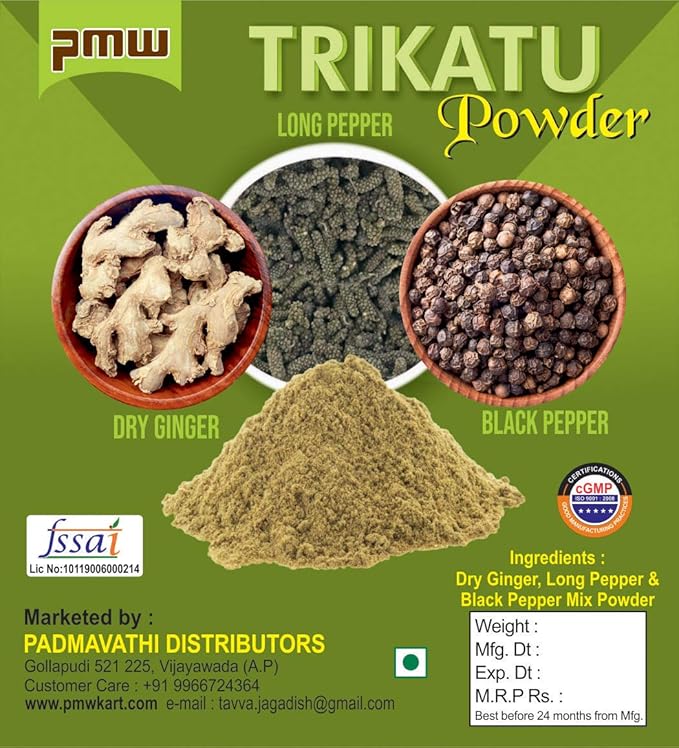 PMW
TRIKATU
Powder
LONG PEPPER
DRY GINGER
BLACK PEPPER
CERTIFICATIONS
cGMP
ISO 9001 : 2008
GOOD MANUFACTURING PRACTICES
fssai
Lic No:10119006000214
Ingredients :
Dry Ginger, Long Pepper &
Black Pepper Mix Powder
Marketed by :
PADMAVATHI DISTRIBUTORS
Gollapudi 521 225, Vijayawada (A.P)
Customer Care : +91 9966724364
www.pmwkart.com e-mail : tavva.jagadish@gmail.com
Weight :
Mfg. Dt :
Exp. Dt :
M.R.P Rs. :
Best before 24 months from Mfg.